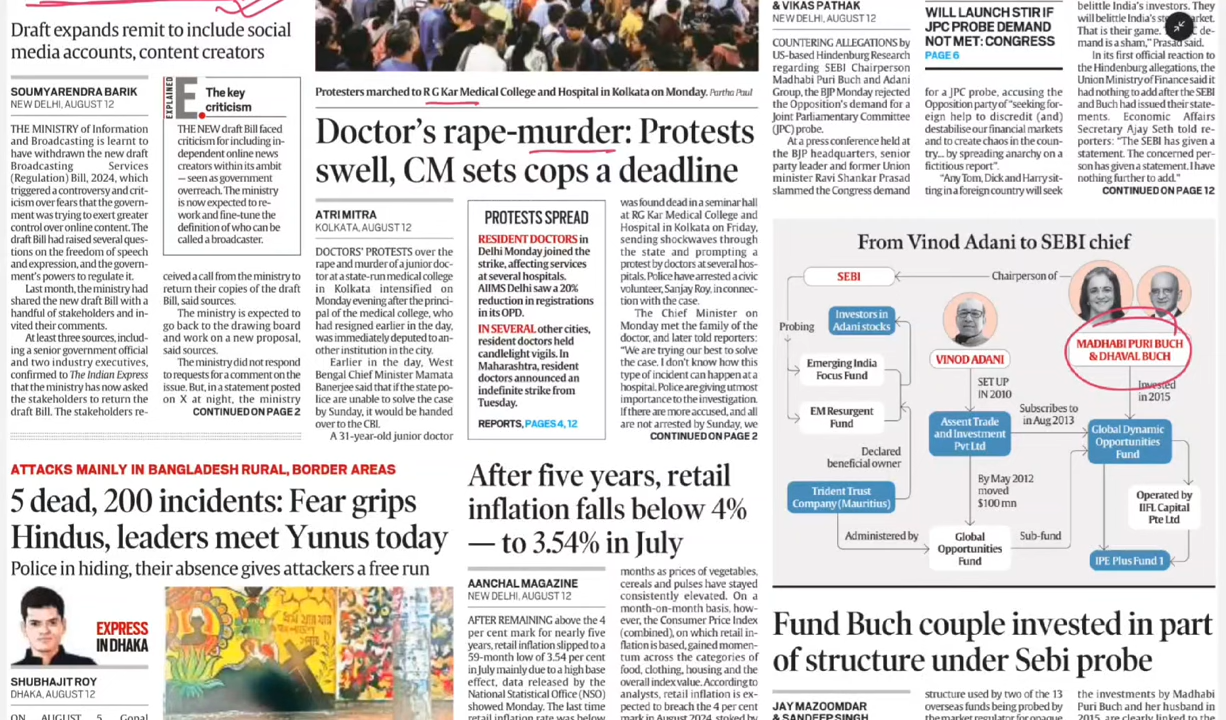 Draft expands remit to include social
media accounts, content creators
SOUMYARENDRA BARIK
NEW DELHI, AUGUST 12
THE MINISTRY of Information
and Broadcasting is learnt to
have withdrawn the new draft
Broadcasting Services
(Regulation) Bill, 2024, which
triggered a controversy and crit-
icism over fears that the govern-
ment was trying to exert greater
control over online content. The
draft Bill had raised several ques-
tions on the freedom of speech
and expression, and the govern-
ment's powers to regulate it.
Last month, the ministry had
shared the new draft Bill with a
handful of stakeholders and in-
vited their comments.
At least three sources, includ-
ing a senior government official
and two industry executives,
confirmed to The Indian Express
that the ministry has now asked
the stakeholders to return the
draft Bill. The stakeholders re-
EXPLAINED
E.
The key
criticism
THE NEW draft Bill faced
criticism for including in-
dependent online news
creators within its ambit
— seen as government
overreach. The ministry
is now expected to re-
work and fine-tune the
definition of who can be
called a broadcaster.
ceived a call from the ministry to
return their copies of the draft
Bill, said sources.
The ministry is expected to
go back to the drawing board
and work on a new proposal,
said sources.
The ministry did not respond
to requests for a comment on the
issue. But, in a statement posted
on X at night, the ministry
CONTINUED ON PAGE 2
Protesters marched to R G Kar Medical College and Hospital in Kolkata on Monday. Partha Paul
Doctor's rape-murder: Protests
swell, CM sets cops a deadline
ATRI MITRA
KOLKATA, AUGUST 12
DOCTORS' PROTESTS over the
rape and murder of a junior doc-
tor at a state-run medical college
in Kolkata intensified on
Monday evening after the princi-
pal of the medical college, who
had resigned earlier in the day,
was immediately deputed to an-
other institution in the city.
Earlier in the day, West
Bengal Chief Minister Mamata
Banerjee said that if the state po-
lice are unable to solve the case
by Sunday, it would be handed
over to the CBI.
A 31-year-old junior doctor
PROTESTS SPREAD
RESIDENT DOCTORS in
Delhi Monday joined the
strike, affecting services
at several hospitals.
AIIMS Delhi saw a 20%
reduction in registrations
in its OPD.
IN SEVERAL other cities,
resident doctors held
candlelight vigils. In
Maharashtra, resident
doctors announced an
indefinite strike from
Tuesday.
REPORTS, PAGES 4, 12
was found dead in a seminar hall
at RG Kar Medical College and
Hospital in Kolkata on Friday,
sending shockwaves through
the state and prompting a
protest by doctors at several hos-
pitals. Police have arrested a civic
volunteer, Sanjay Roy, in connec-
tion with the case.
The Chief Minister on
Monday met the family of the
doctor, and later told reporters:
“We are trying our best to solve
the case. I don't know how this
type of incident can happen at a
hospital. Police are giving utmost
importance to the investigation.
If there are more accused, and all
are not arrested by Sunday, we
CONTINUED ON PAGE 2
& VIKAS PATHAK
NEW DELHI, AUGUST 12
COUNTERING ALLEGATIONS by
US-based Hindenburg Research
regarding SEBI Chairperson
Madhabi Puri Buch and Adani
Group, the BJP Monday rejected
the Opposition's demand for a
Joint Parliamentary Committee
(JPC) probe.
At a press conference held at
the BJP headquarters, senior
party leader and former Union
minister Ravi Shankar Prasad
slammed the Congress demand
WILL LAUNCH STIR IF
JPC PROBE DEMAND
NOT MET: CONGRESS
PAGE 6
for a JPC probe, accusing the
Opposition party of “seeking for-
eign help to discredit (and)
destabilise our financial markets
and to create chaos in the coun-
try... by spreading anarchy on a
fictitious report”.
“Any Tom, Dick and Harry sit-
ting in a foreign country will seek
belittle India's investors. They
will belittle India's
That is their game.
mand is a sham,” Prasad said.
In its first official reaction to
the Hindenburg allegations, the
Union Ministry of Finance said it
had nothing to add after the SEBI
and Buch had issued their state-
ments. Economic Affairs
Secretary Ajay Seth told re-
porters: “The SEBI has given a
statement. The concerned per-
son has given a statement. I have
nothing further to add.”
CONTINUED ON PAGE 12
From Vinod Adani to SEBI chief
SEBI
Chairperson of
Investors in
Adani stocks
Probing
MADHABI PURI BUCH
& DHAVAL BUCH
VINOD ADANI
Emerging India
Focus Fund
SET UP
IN 2010
Invested
in 2015
EM Resurgent
Fund
Subscribes to
in Aug 2013
Assent Trade
and Investment
Pvt Ltd
Global Dynamic
Opportunities
Fund
Declared
beneficial owner
By May 2012
moved
$100 mn
Trident Trust
Company (Mauritius)
Operated by
IIFL Capital
Pte Ltd
Administered by
Global
Opportunities
Fund
Sub-fund
IPE Plus Fund 1
ATTACKS MAINLY IN BANGLADESH RURAL, BORDER AREAS
5 dead, 200 incidents: Fear grips
Hindus, leaders meet Yunus today
Police in hiding, their absence gives attackers a free run
EXPRESS
IN DHAKA
SHUBHAJIT ROY
DHAKA, AUGUST 12
ON AUGUST 5, Gopal
After five years, retail
inflation falls below 4%
— to 3.54% in July
AANCHAL MAGAZINE
NEW DELHI, AUGUST 12
AFTER REMAINING above the 4
per cent mark for nearly five
years, retail inflation slipped to a
59-month low of 3.54 per cent
in July mainly due to a high base
effect, data released by the
National Statistical Office (NSO)
showed Monday. The last time
retail inflation rate was below
months as prices of vegetables,
cereals and pulses have stayed
consistently elevated. On a
month-on-month basis, how-
ever, the Consumer Price Index
(combined), on which retail in-
flation is based, gained momen-
tum across the categories of
food, clothing, housing and the
overall index value. According to
analysts, retail inflation is ex-
pected to breach the 4 per cent
mark in August 2024, stoked by
Fund Buch couple invested in part
of structure under Sebi probe
JAY MAZOOMDAR
& SANDEEP SINGH
structure used by two of the 13
overseas funds being probed by
the market regulator for opaque
the investments by Madhabi
Puri Buch and her husband in
2015, are clearly linked to the